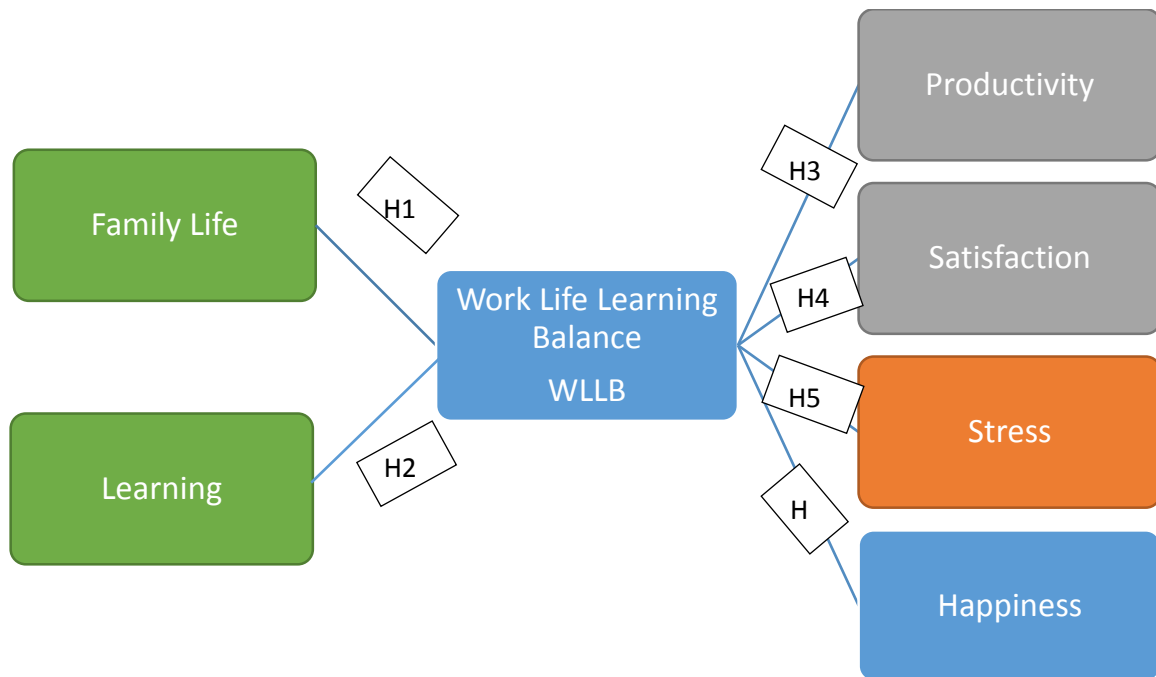 Family Life
Learning
H1
H2
Work Life Learning
Balance
WLLB
H3
H4
H5
H
Productivity
Satisfaction
Stress
Happiness